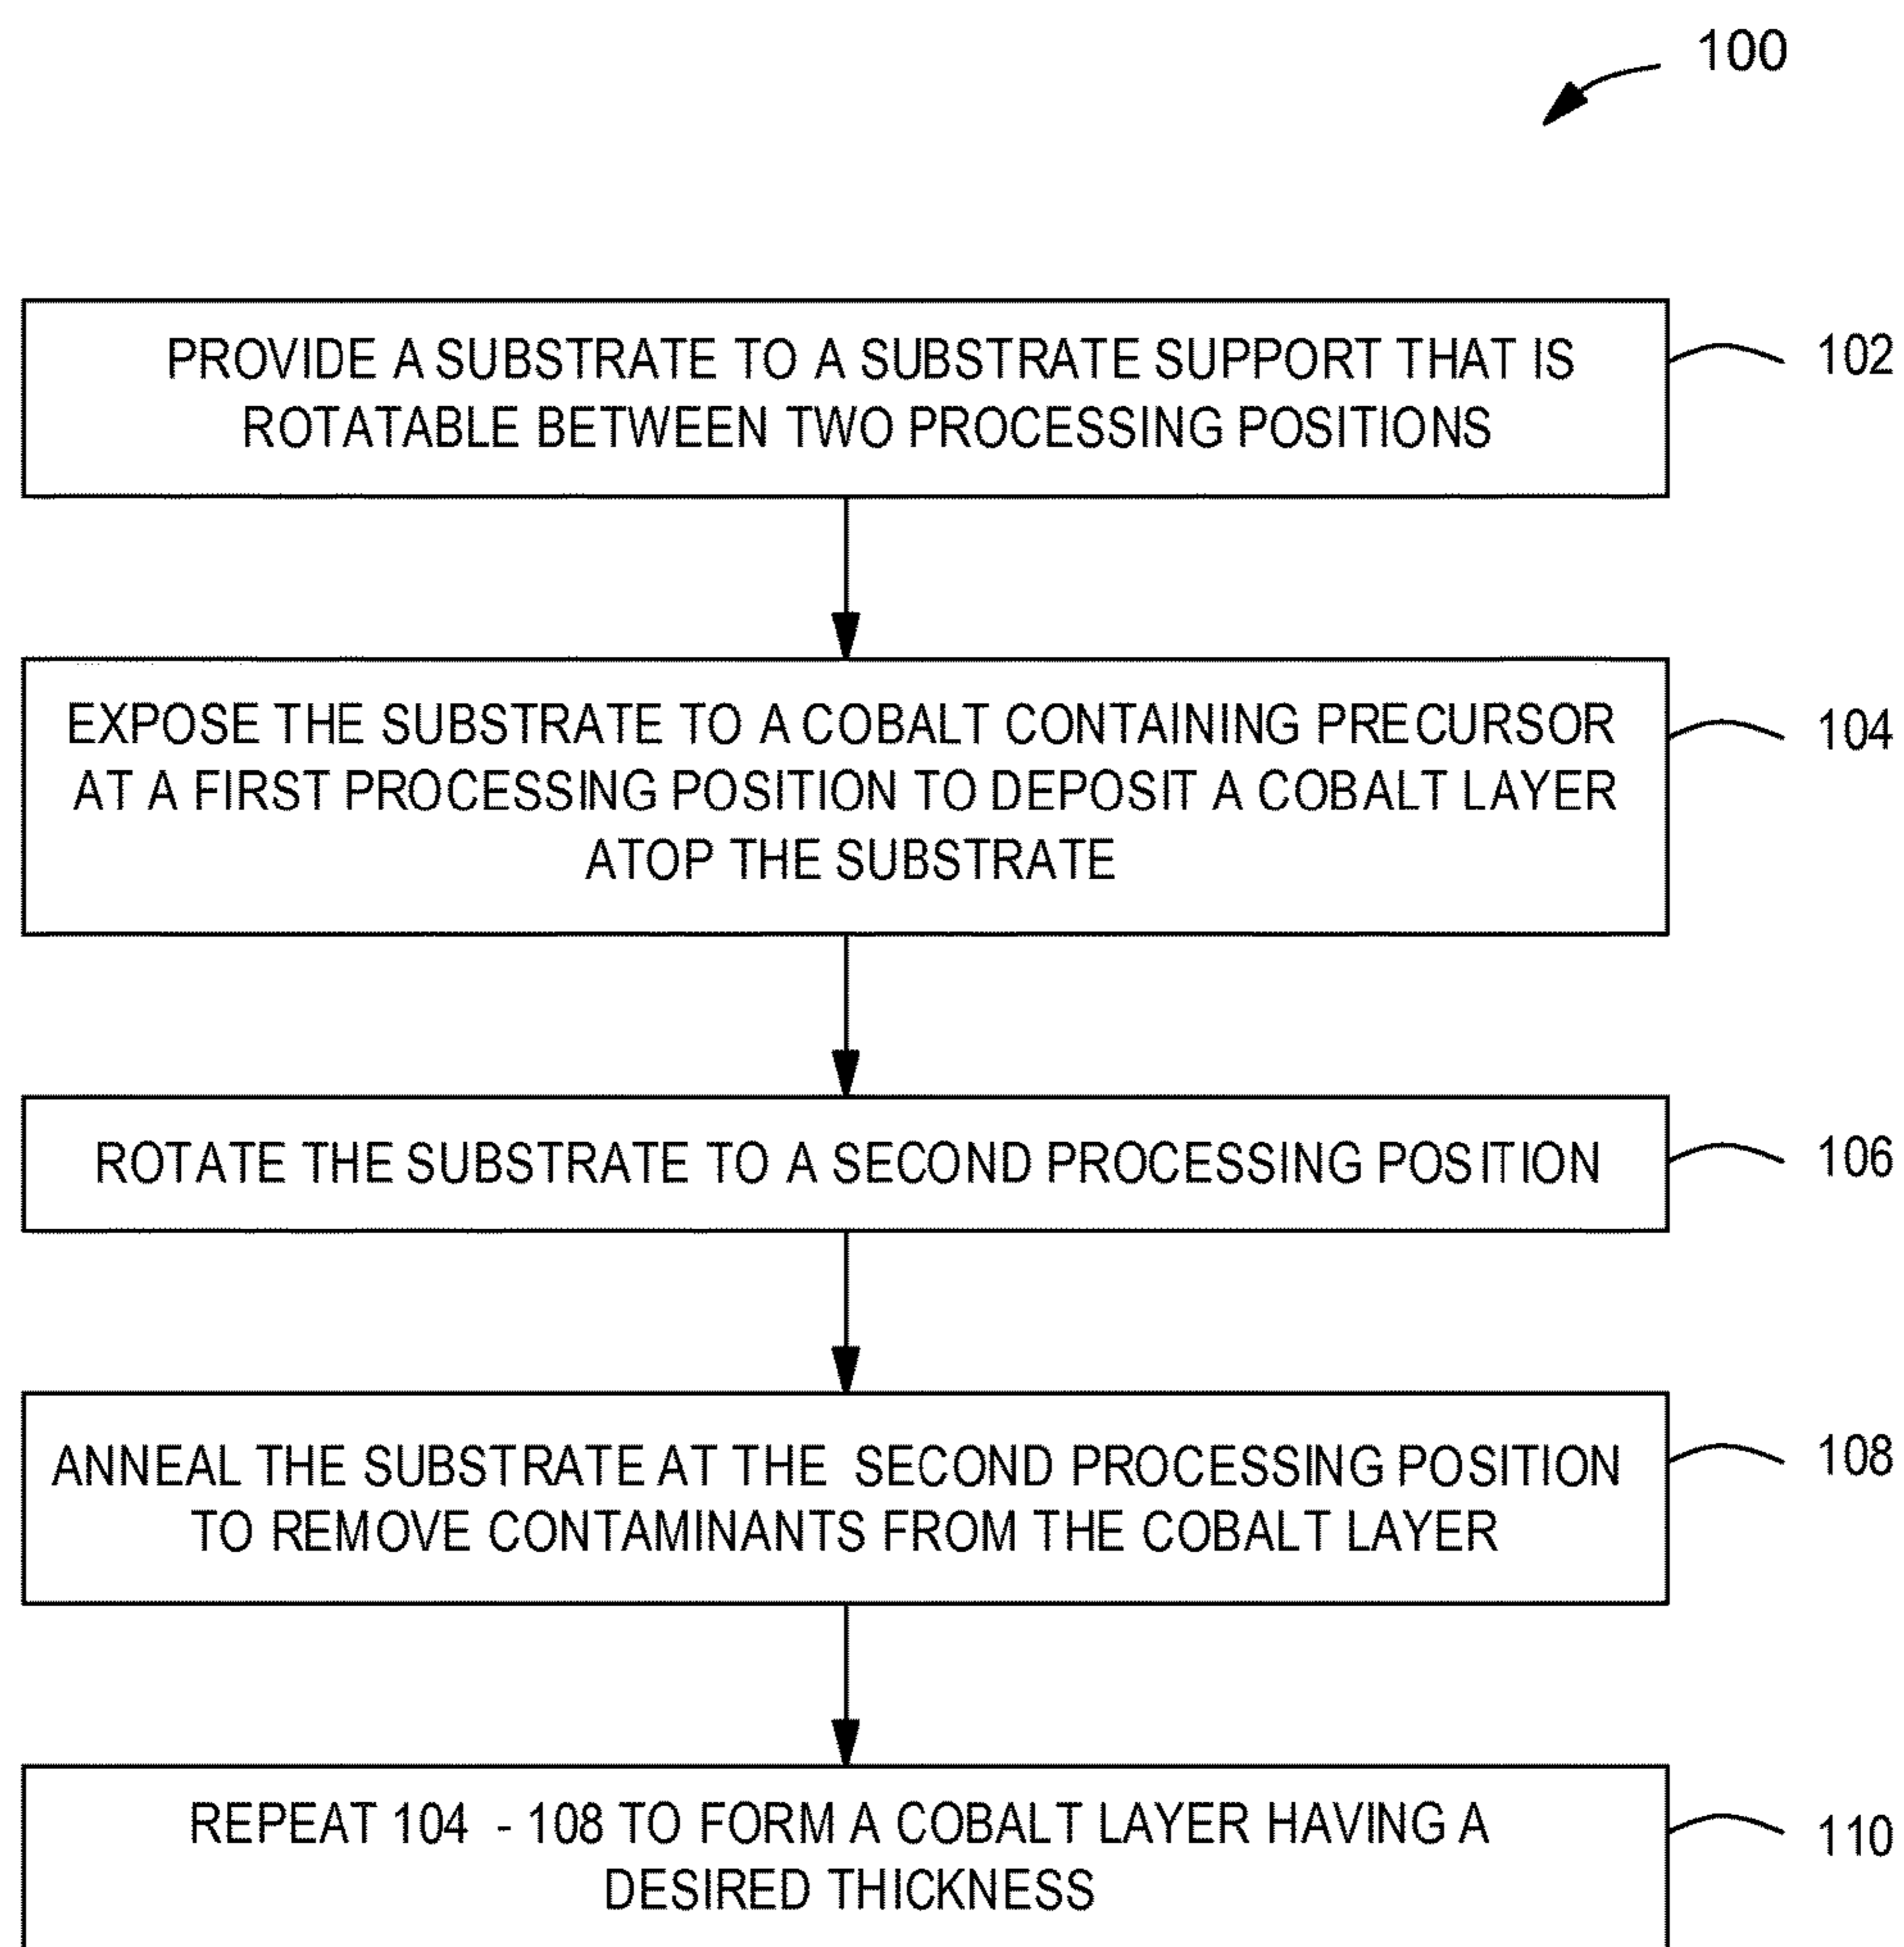 100
PROVIDE A SUBSTRATE TO A SUBSTRATE SUPPORT THAT IS
ROTATABLE BETWEEN TWO PROCESSING POSITIONS
102
EXPOSE THE SUBSTRATE TO A COBALT CONTAINING PRECURSOR
AT A FIRST PROCESSING POSITION TO DEPOSIT A COBALT LAYER
ATOP THE SUBSTRATE
104
ROTATE THE SUBSTRATE TO A SECOND PROCESSING POSITION
106
ANNEAL THE SUBSTRATE AT THE SECOND PROCESSING POSITION
TO REMOVE CONTAMINANTS FROM THE COBALT LAYER
108
REPEAT 104 - 108 TO FORM A COBALT LAYER HAVING A
DESIRED THICKNESS
110